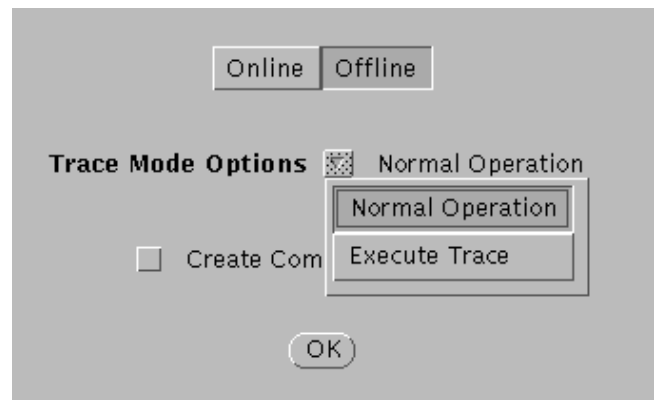 Online Offline
Trace Mode Options Normal Operation
Normal Operation
Create Com Execute Trace
OK